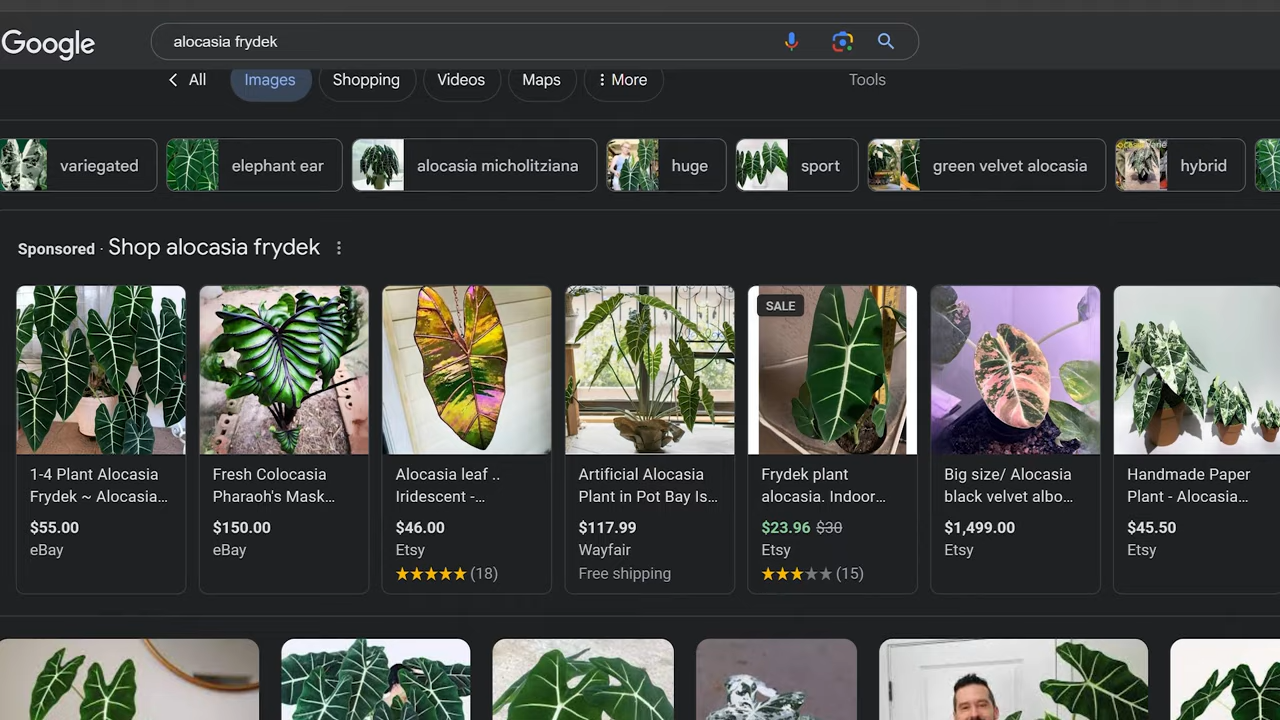 Google
alocasia frydek
All
Images
Shopping
Videos
Maps
More
Tools
variegated
elephant ear
alocasia micholitziana
huge
sport
green velvet alocasia
hybrid
Sponsored · Shop alocasia frydek
1-4 Plant Alocasia
Frydek ~ Alocasia...
$55.00
eBay
Fresh Colocasia
Pharaoh's Mask...
$150.00
eBay
Alocasia leaf ..
Iridescent -...
$46.00
Etsy
(18)
Artificial Alocasia
Plant in Pot Bay Is...
$117.99
Wayfair
Free shipping
SALE
Frydek plant
alocasia. Indoor...
$23.96 $30
Etsy
(15)
Big size/ Alocasia
black velvet albo...
$1,499.00
Etsy
Handmade Paper
Plant - Alocasia...
$45.50
Etsy